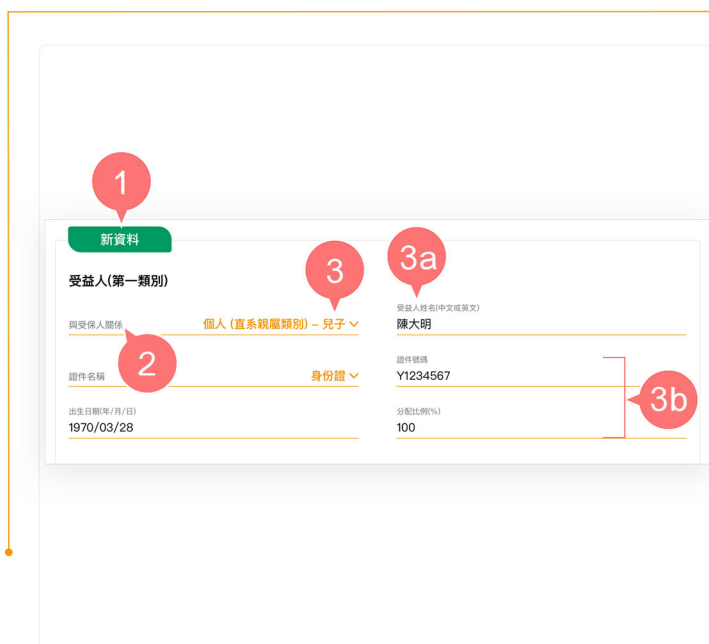 1
新資料
3
3a
受益人(第一類別)
與受保人關係
個人 (直系親屬類別) – 兒子
受益人姓名(中文或英文)
陳大明
2
證件名稱
身份證
證件號碼
Y1234567
3b
出生日期(年/月/日)
1970/03/28
分配比例(%)
100